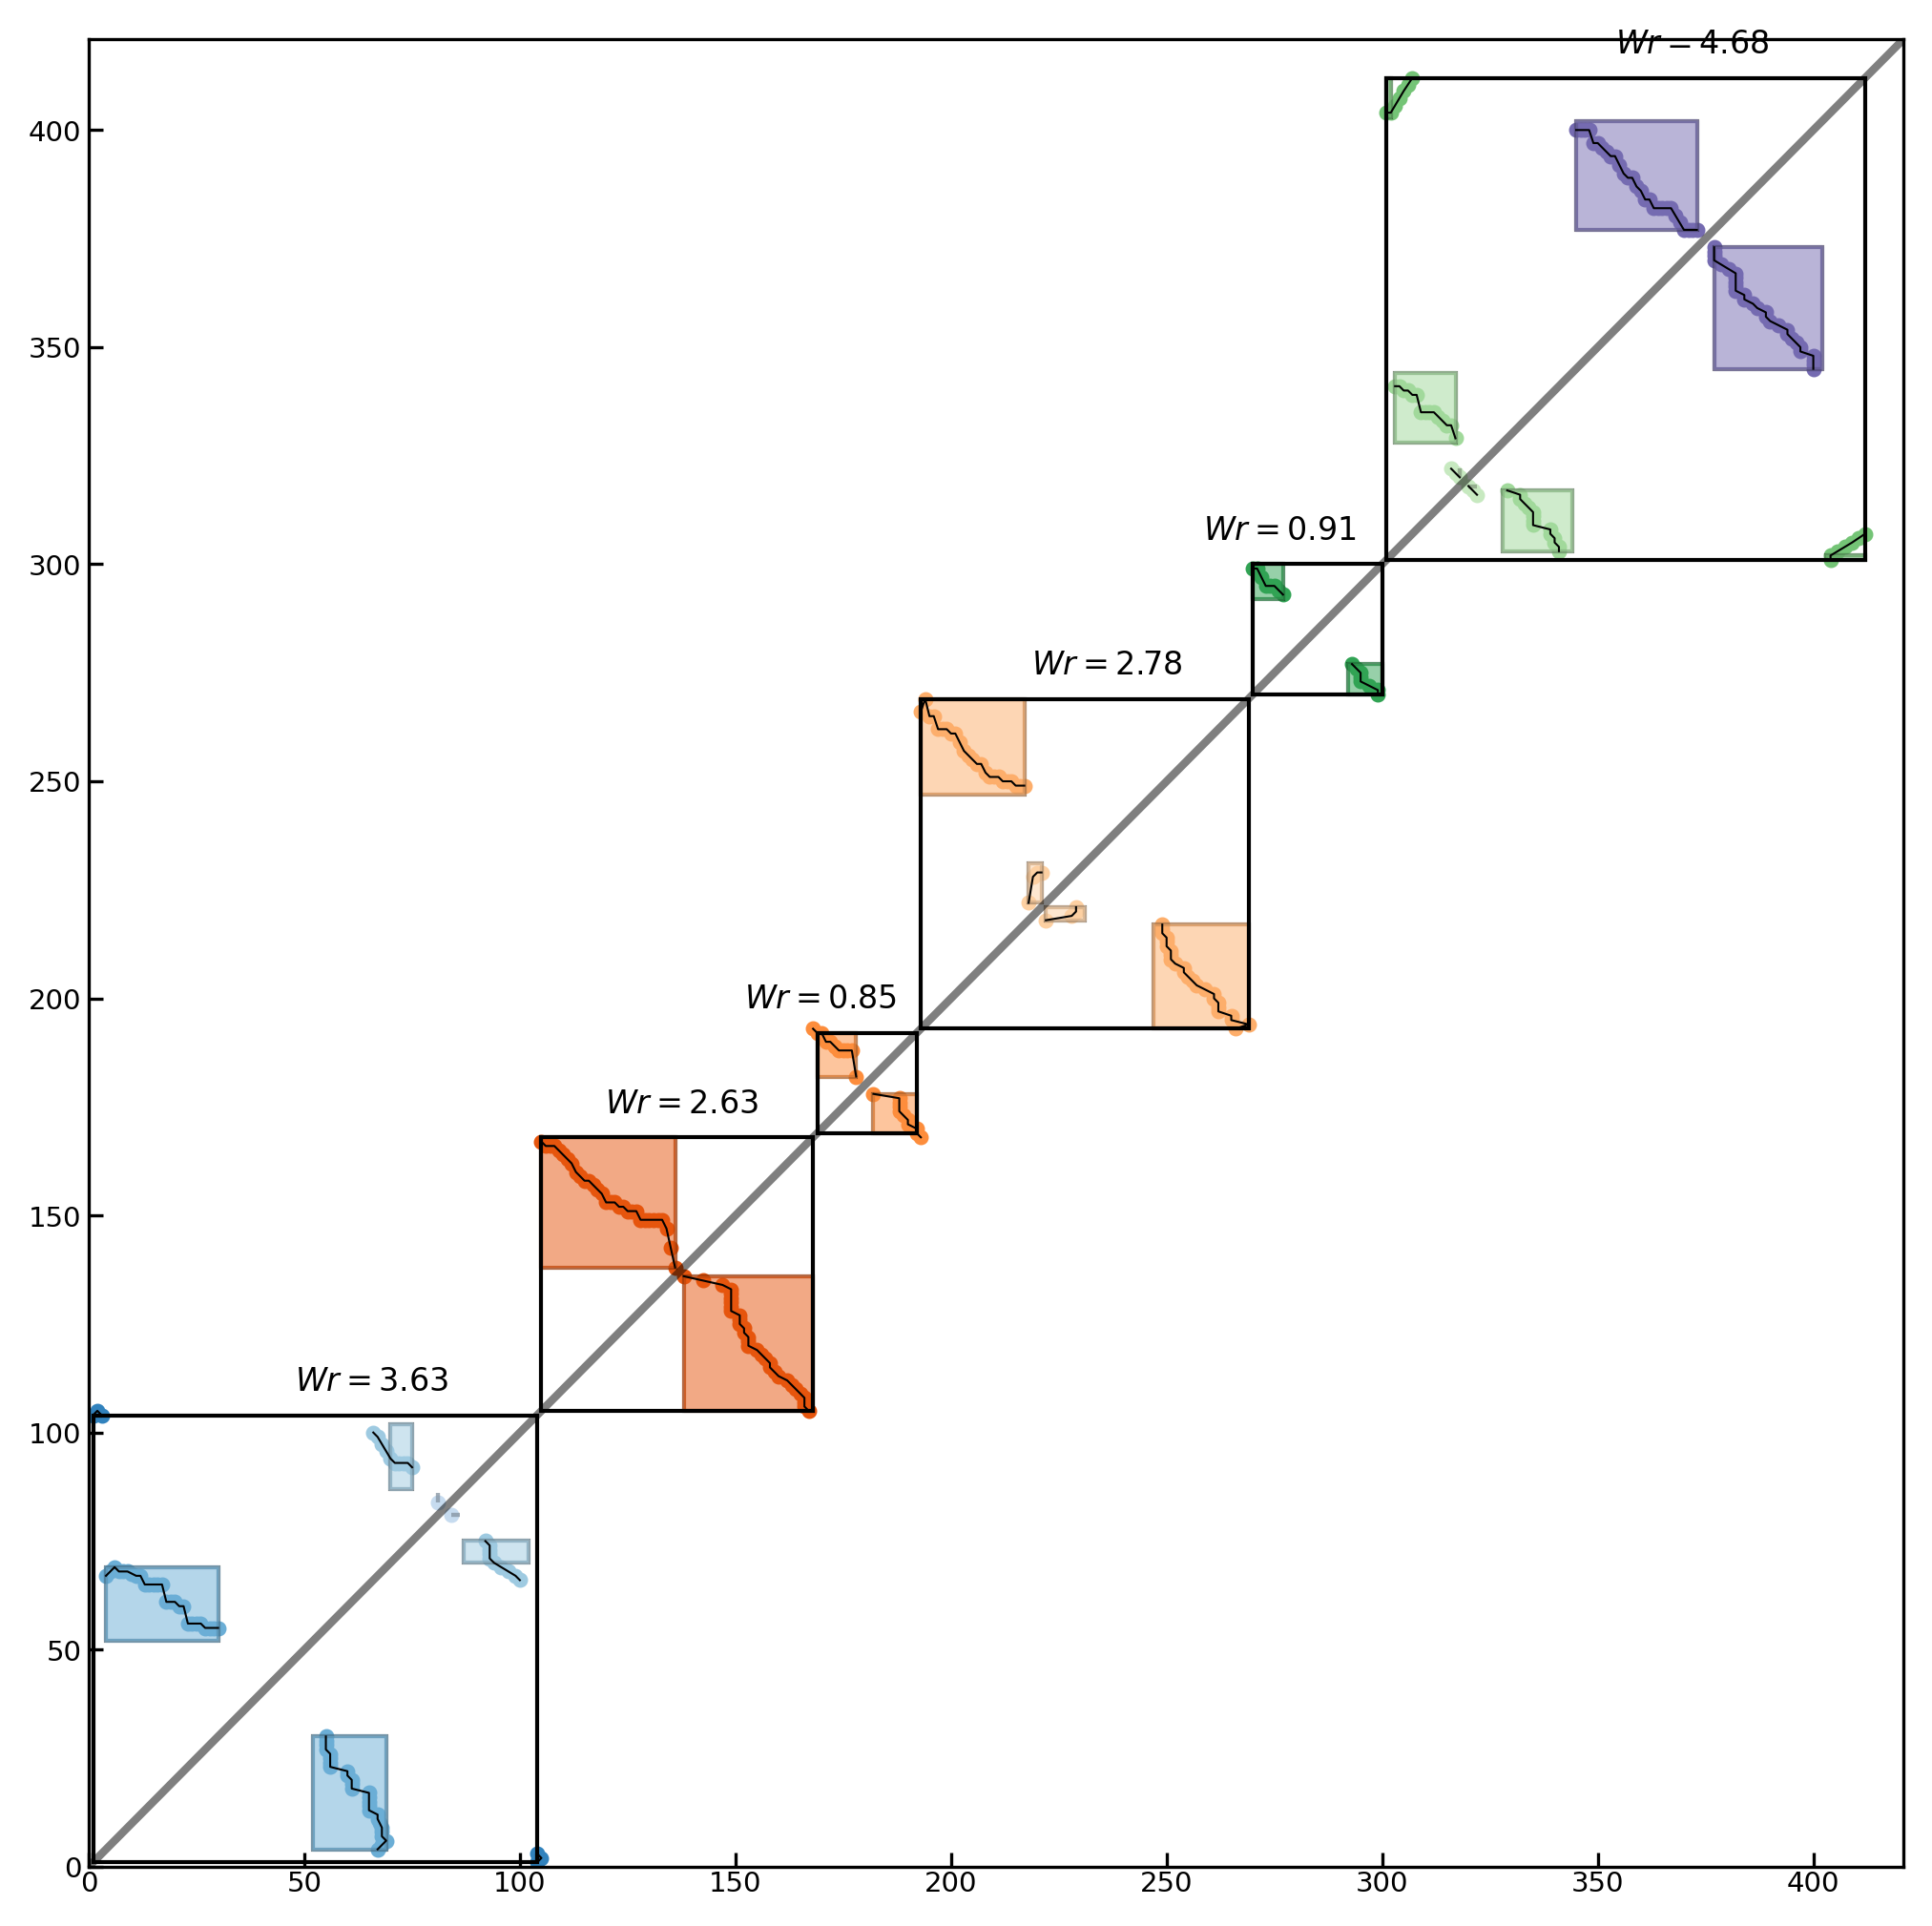 Wr = 4.68
400
350
Wr = 0.91
300
Wr = 2.78
250
Wr = 0.85
200
Wr = 2.63
150
Wr = 3.63
100
50
0
0 50 100 150 200 250 300 350 400